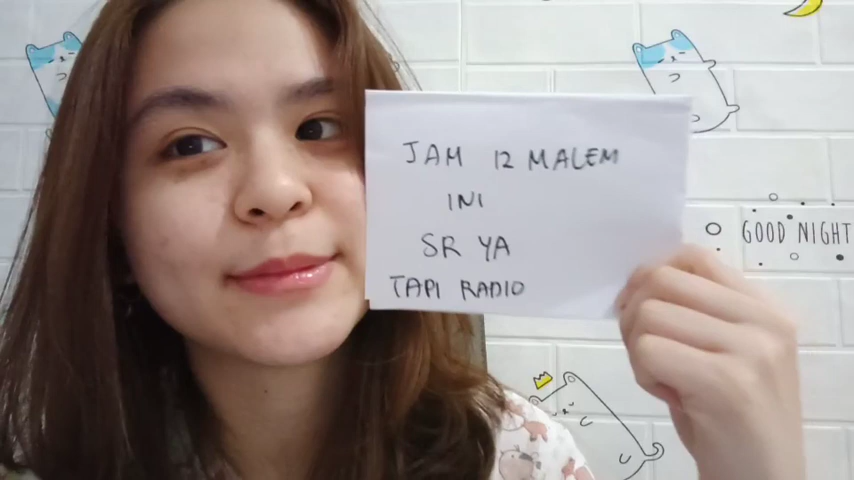 JAM 12 MALEM
INI
SR YA
TAPI RADIO
GOOD NIGHT